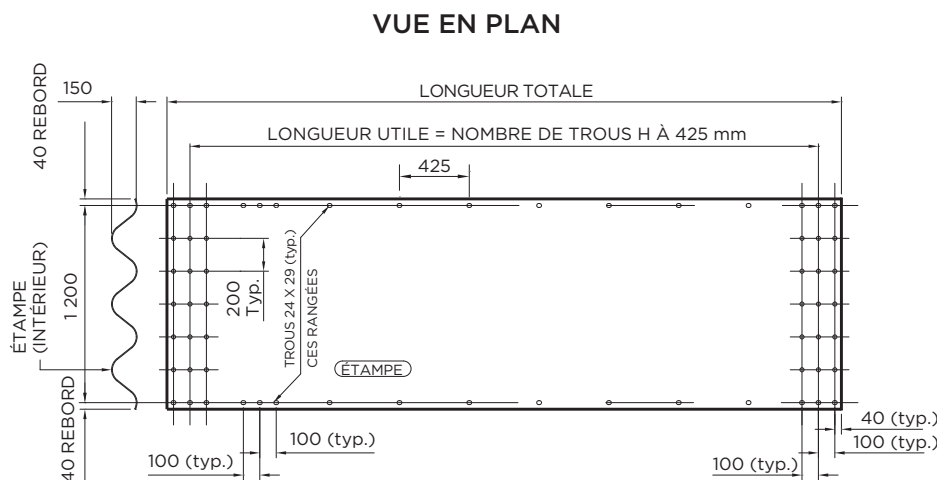 VUE EN PLAN
40 REBORD
150
LONGUEUR TOTALE
LONGUEUR UTILE = NOMBRE DE TROUS H À 425 mm
425
ÉTAMPE
(INTÉRIEUR)
1 200
200
Typ.
TROUS 24 X 29 (typ.)
CES RANGÉES
ÉTAMPE
40 REBORD
100 (typ.)
100 (typ.)
40 (typ.)
100 (typ.)
100 (typ.)